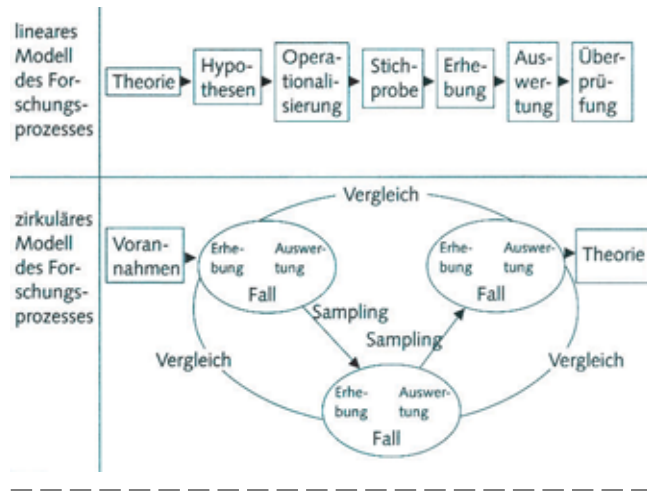 lineares
Modell
des For-
schungs-
prozesses
Theorie
Hypo-
thesen
Opera-
tionali-
sierung
Stich-
probe
Erhe-
bung
Aus-
wer-
tung
Über-
prü-
fung
zirkuläres
Modell
des For-
schungs-
prozesses
Voran-
nahmen
Erhe-
bung
Auswer-
tung
Fall
Vergleich
Erhe-
bung
Auswer-
tung
Fall
Theorie
Sampling
Sampling
Vergleich
Vergleich
Erhe-
bung
Auswer-
tung
Fall